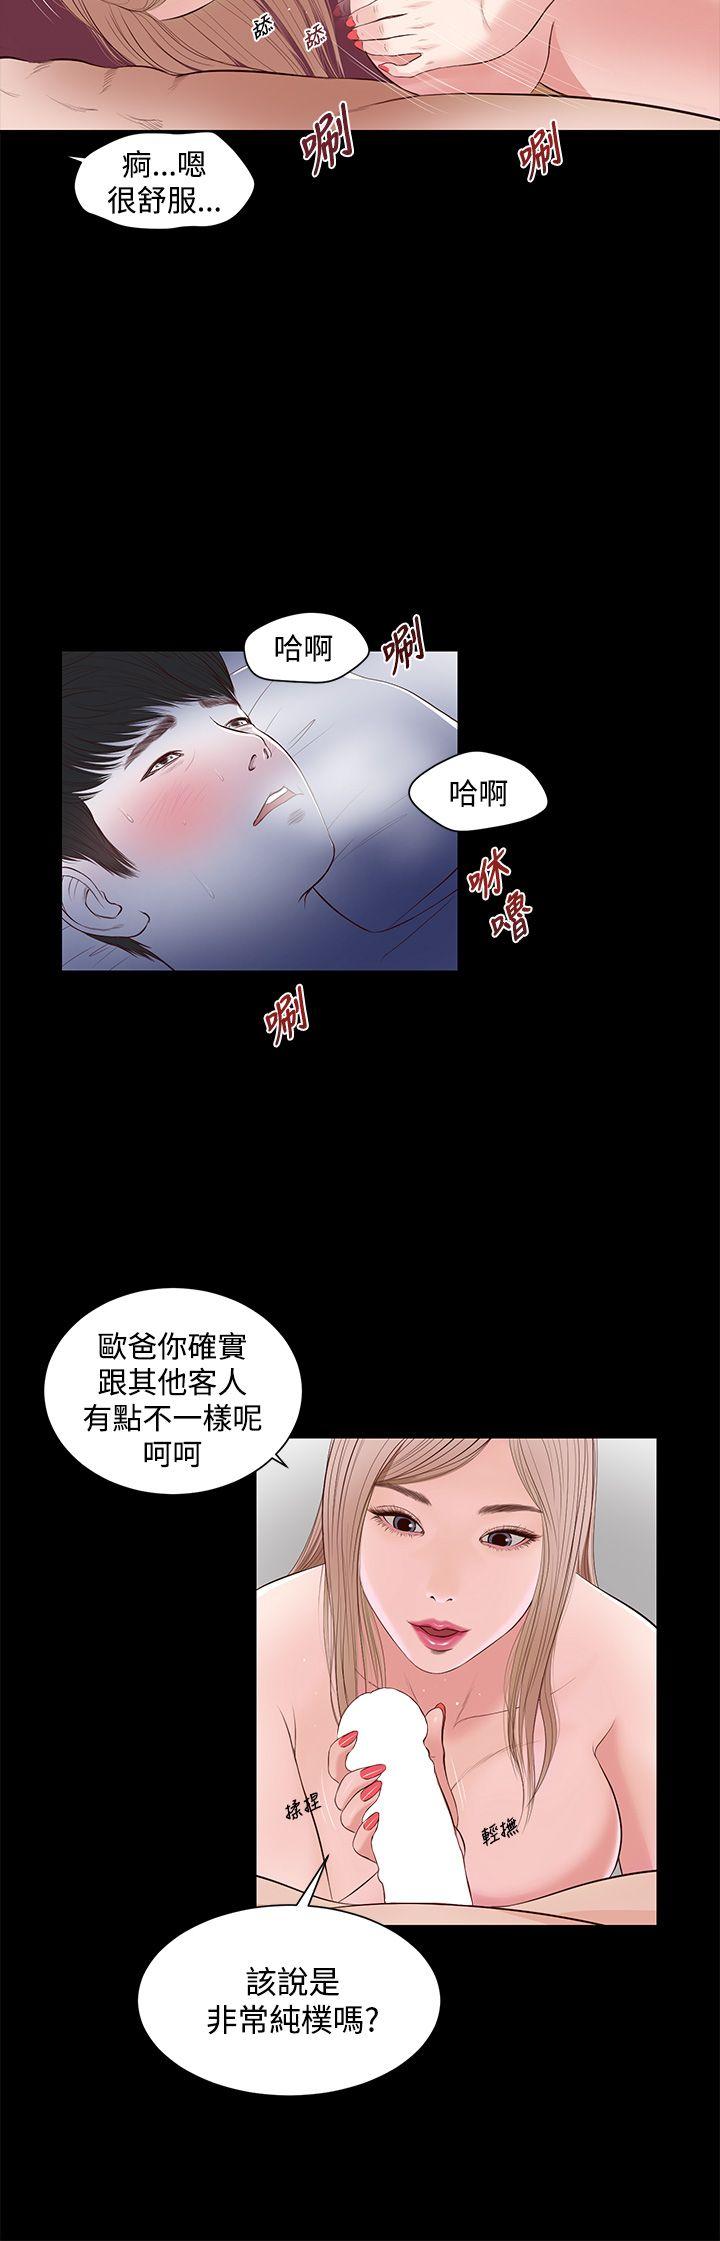 舔
舔
唰
唰
痾...嗯
很舒服...
哈啊
唰
哈啊
咻
嚕
唰
歐爸你確實
跟其他客人
有點不一樣呢
呵呵
揉捏
輕撫
該說是
非常純樸嗎?